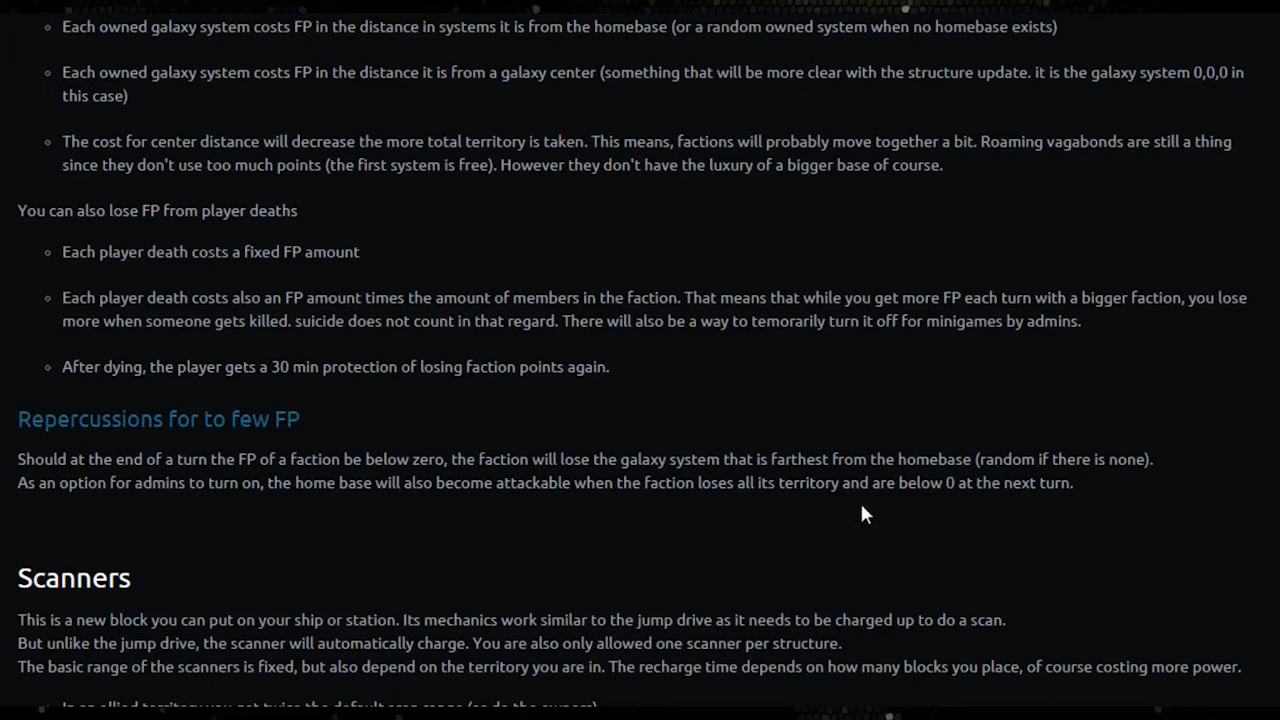 Each owned galaxy system costs FP in the distance in systems it is from the homebase (or a random owned system when no homebase exists)
Each owned galaxy system costs FP in the distance it is from a galaxy center (something that will be more clear with the structure update. it is the galaxy system 0,0,0 in
this case)
The cost for center distance will decrease the more total territory is taken. This means, factions will probably move together a bit. Roaming vagabonds are still a thing
since they don't use too much points (the first system is free). However they don't have the luxury of a bigger base of course.
You can also lose FP from player deaths
Each player death costs a fixed FP amount
Each player death costs also an FP amount times the amount of members in the faction. That means that while you get more FP each turn with a bigger faction, you lose
more when someone gets killed. suicide does not count in that regard. There will also be a way to temorarily turn it off for minigames by admins.
After dying, the player gets a 30 min protection of losing faction points again.
Repercussions for to few FP
Should at the end of a turn the FP of a faction be below zero, the faction will lose the galaxy system that is farthest from the homebase (random if there is none).
As an option for admins to turn on, the home base will also become attackable when the faction loses all its territory and are below 0 at the next turn.
Scanners
This is a new block you can put on your ship or station. Its mechanics work similar to the jump drive as it needs to be charged up to do a scan.
But unlike the jump drive, the scanner will automatically charge. You are also only allowed one scanner per structure.
The basic range of the scanners is fixed, but also depend on the territory you are in. The recharge time depends on how many blocks you place, of course costing more power.
In an allied territory you get twice the default scan range (as do the owners)